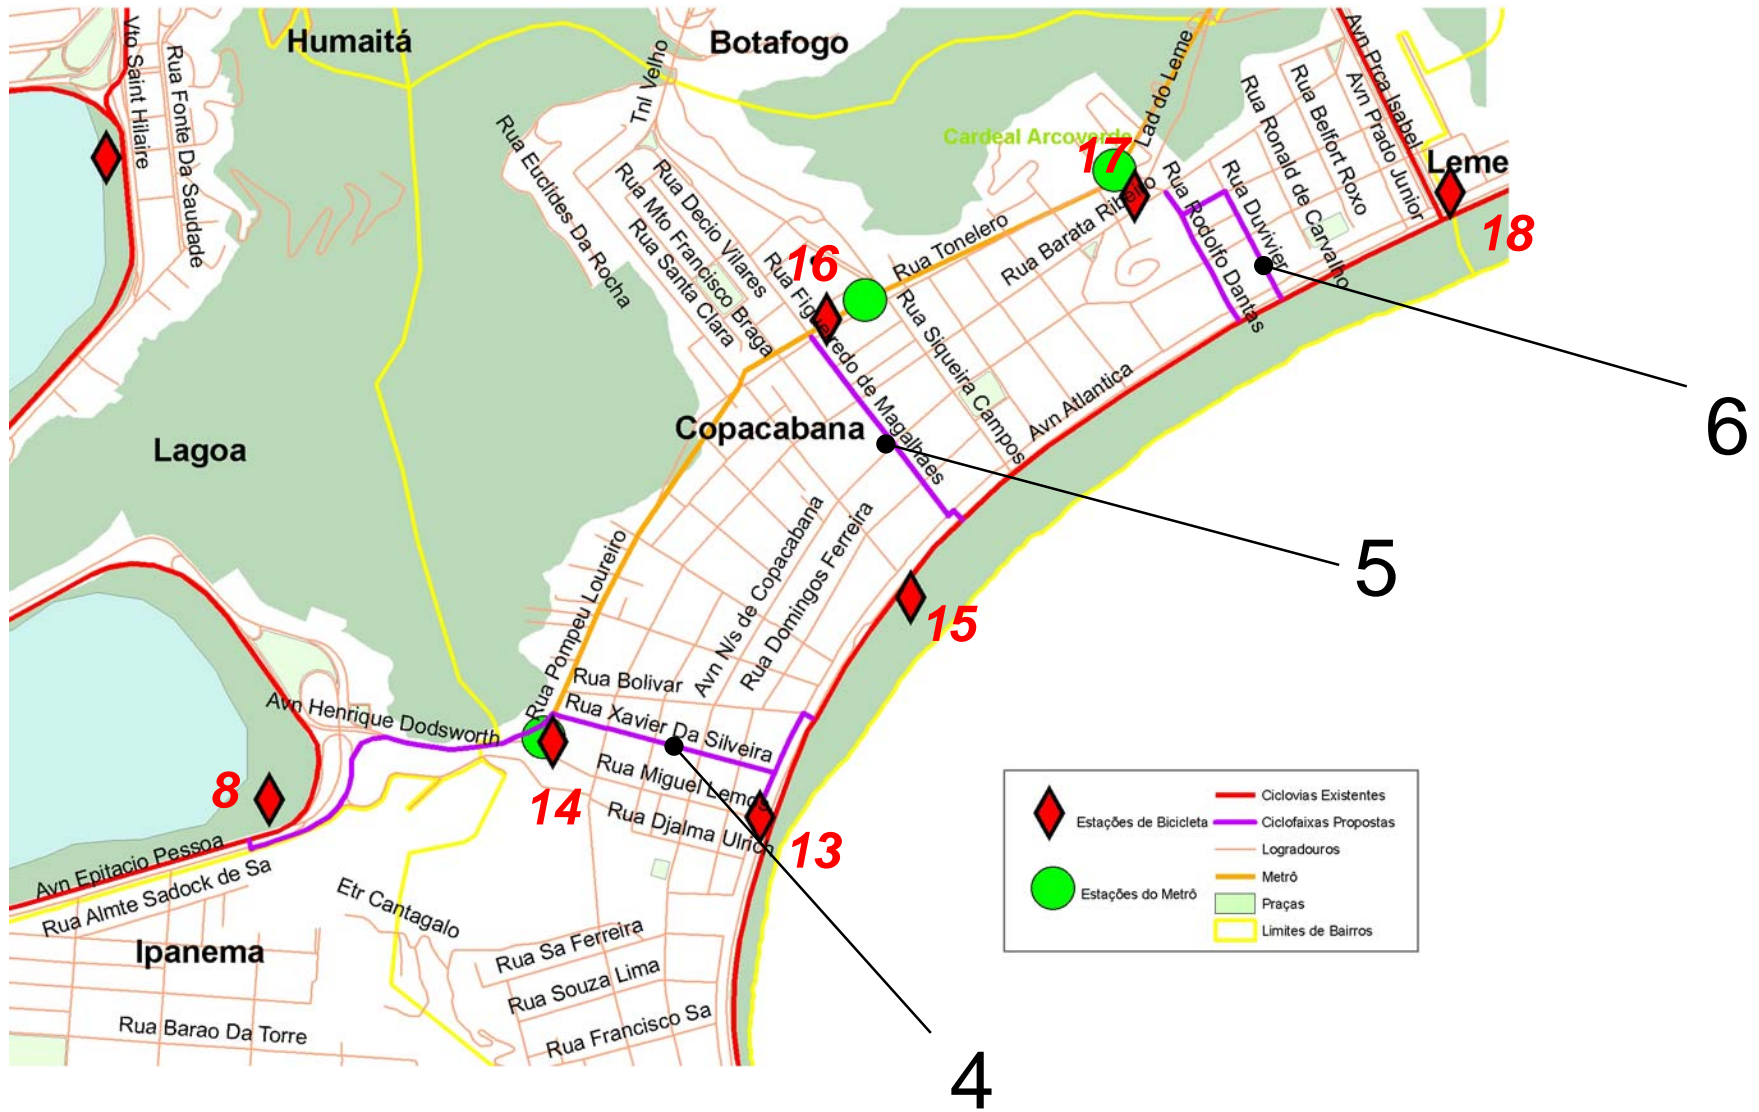 Humaitá
Botafogo
Vto Saint Hilaire
Rua Fonte Da Saudade
Tnl Velho
Lad do Leme
Avn Prca Isabel
Avn Prado Junior
Rua Belfort Roxo
Rua Ronald de Carvalho
Rua Duvivier
Rua Rodolfo Dantas
Leme
Cardeal Arcoverde
17
18
Rua Euclides Da Rocha
Rua Decio Vilares
Rua Mto Francisco Braga
Rua Santa Clara
16
Rua Figueredo de Magalhaes
Rua Tonelero
Rua Barata Ribeiro
Rua Siqueira Campos
Avn Atlantica
6
Copacabana
Lagoa
5
15
Rua Pompeu Loureiro
Avn N/s de Copacabana
Rua Domingos Ferreira
Rua Bolivar
Rua Xavier Da Silveira
Rua Miguel Lemos
Rua Djalma Ulrich
Avn Henrique Dodsworth
8
14
13
Avn Epitacio Pessoa
Rua Almte Sadock de Sa
Etr Cantagalo
Ipanema
Rua Sa Ferreira
Rua Souza Lima
Rua Francisco Sa
Rua Barao Da Torre
4
Estações de Bicicleta
Estações do Metrô
Ciclovias Existentes
Ciclofaixas Propostas
Logradouros
Metrô
Praças
Limites de Bairros